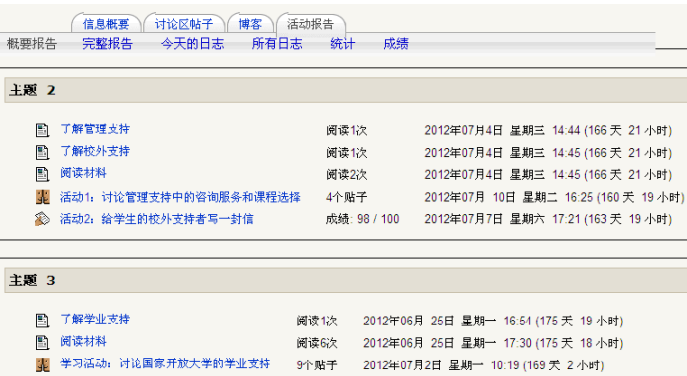 信息概要 讨论区帖子 博客 活动报告
概要报告 完整报告 今天的日志 所有日志 统计 成绩
主题 2
了解管理支持 阅读1次 2012年07月4日 星期三 14:44 (166 天 21 小时)
了解校外支持 阅读1次 2012年07月4日 星期三 14:45 (166 天 21 小时)
阅读材料 阅读2次 2012年07月4日 星期三 14:45 (166 天 21 小时)
活动1：讨论管理支持中的咨询服务和课程选择 4个贴子 2012年07月 10日 星期二 16:25 (160 天 19 小时)
活动2：给学生的校外支持者写一封信 成绩: 98 / 100 2012年07月7日 星期六 17:21 (163 天 19 小时)
主题 3
了解学业支持 阅读1次 2012年06月 25日 星期一 16:54 (175 天 19 小时)
阅读材料 阅读6次 2012年06月 25日 星期一 17:30 (175 天 18 小时)
学习活动：讨论国家开放大学的学业支持 9个贴子 2012年07月2日 星期一 10:19 (169 天 2 小时)